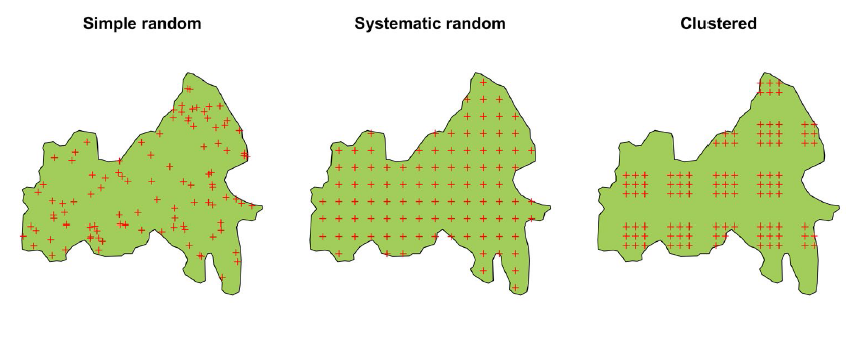 Simple random
Systematic random
Clustered